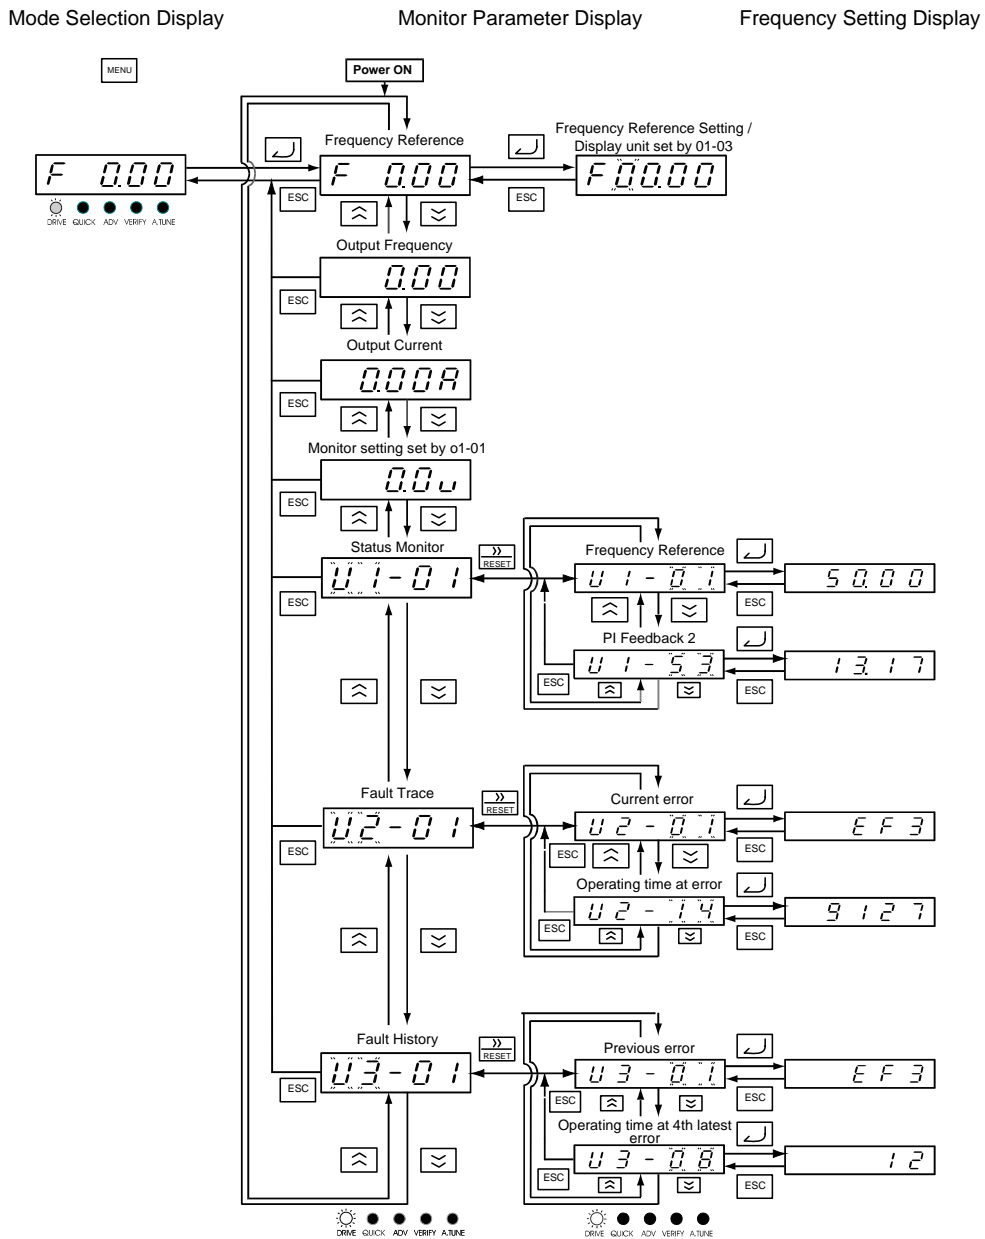 Mode Selection Display
Monitor Parameter Display
Frequency Setting Display
MENU
Power ON
Frequency Reference
Frequency Reference Setting /
Display unit set by 01-03
F 0.00
ESC
F 0.00
ESC
F00.00
DRIVE QUICK ADV VERIFY A.TUNE
Output Frequency
0.00
ESC
Output Current
0.00A
ESC
Monitor setting set by o1-01
0.0u
ESC
Status Monitor
U1-01
ESC
RESET
Frequency Reference
U1-01
ESC
50.00
PI Feedback 2
U1-53
ESC
ESC
13.17
Fault Trace
U2-01
ESC
RESET
Current error
U2-01
ESC
ESC
EF3
Operating time at error
U2-14
ESC
ESC
9127
Fault History
U3-01
ESC
RESET
Previous error
U3-01
ESC
ESC
EF3
Operating time at 4th latest
error
U3-08
ESC
ESC
12
DRIVE QUICK ADV VERIFY A.TUNE
DRIVE QUICK ADV VERIFY A.TUNE